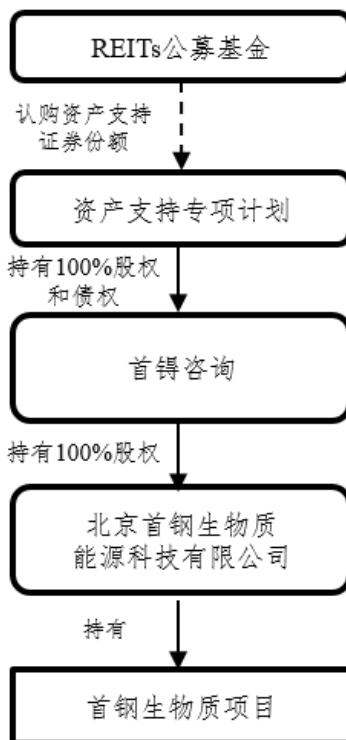 REITs公募基金
认购资产支持
证券份额
资产支持专项计划
持有100%股权
和债权
首锝咨询
持有100%股权
北京首钢生物质
能源科技有限公司
持有
首钢生物质项目